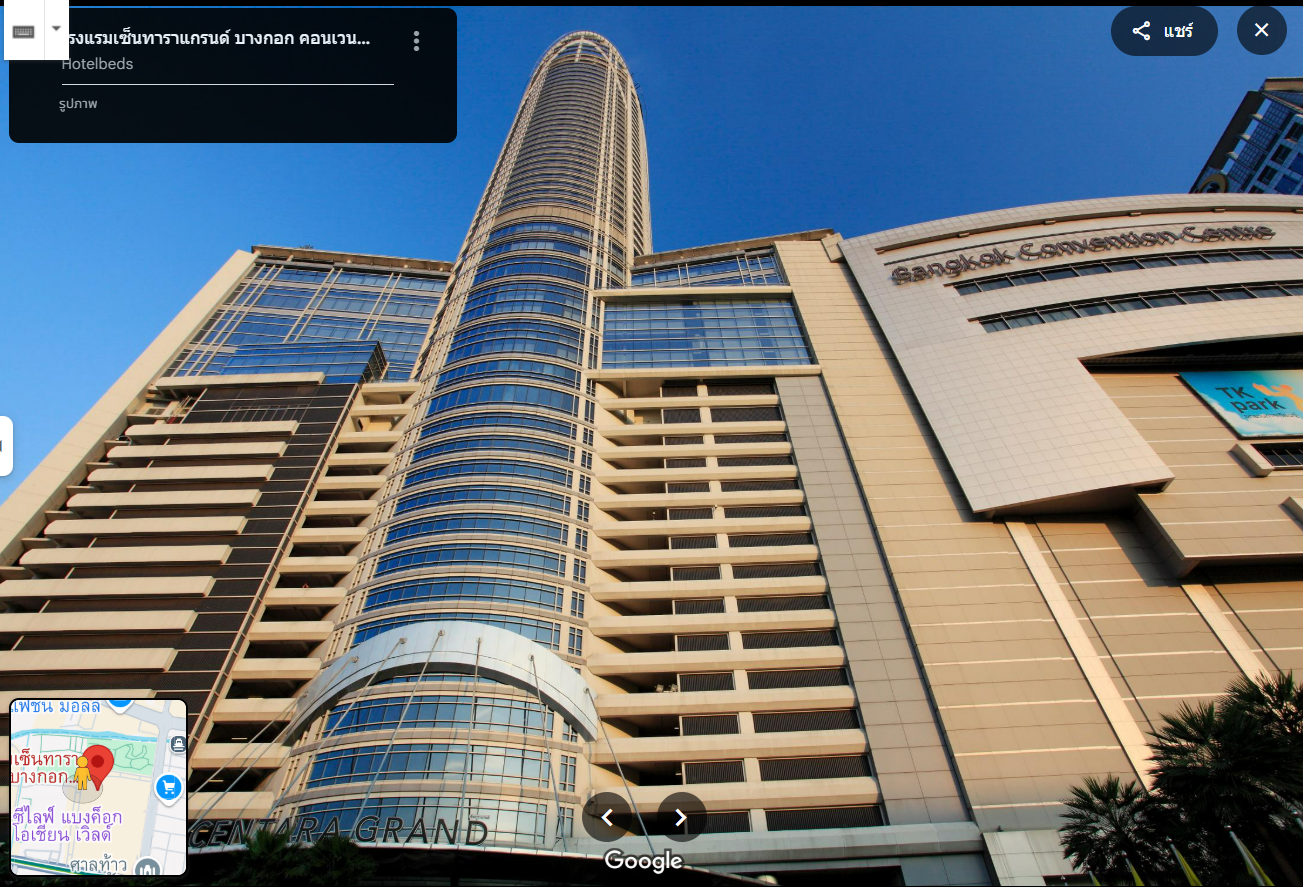 โรงแรมเซ็นทาราแกรนด์ บางกอก คอนเวน...
Hotelbeds
รูปภาพ
แชร์
Bangkok Convention Centre
TK
park
CENTARA GRAND
แฟชั่น มอลล์
เซ็นทารา
บางกอก...
ซีไลฟ์ แบงค็อก
โอเชียน เวิลด์
ศาลท้าว
Google